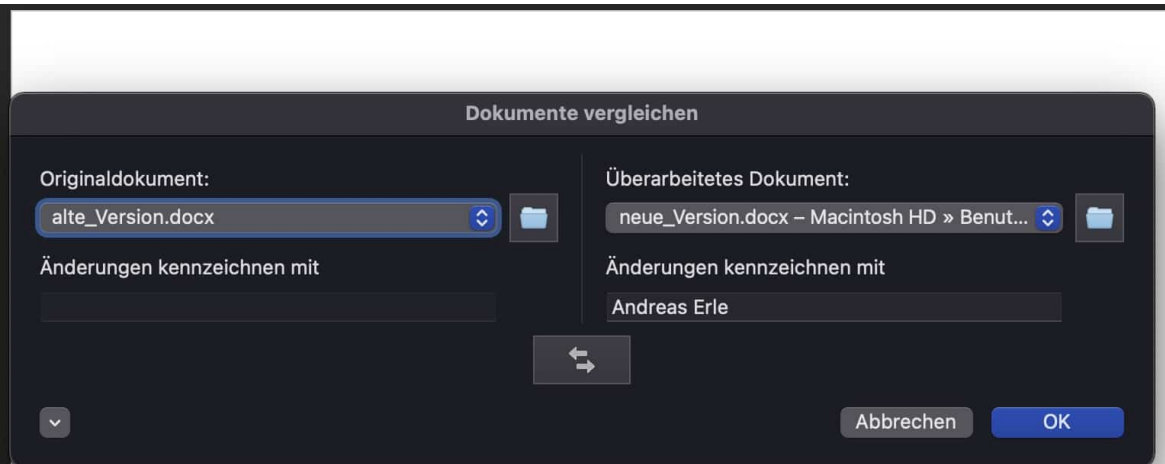 Dokumente vergleichen
Originaldokument:
alte_Version.docx
Änderungen kennzeichnen mit
Überarbeitetes Dokument:
neue_Version.docx – Macintosh HD » Benut...
Änderungen kennzeichnen mit
Andreas Erle
Abbrechen
OK